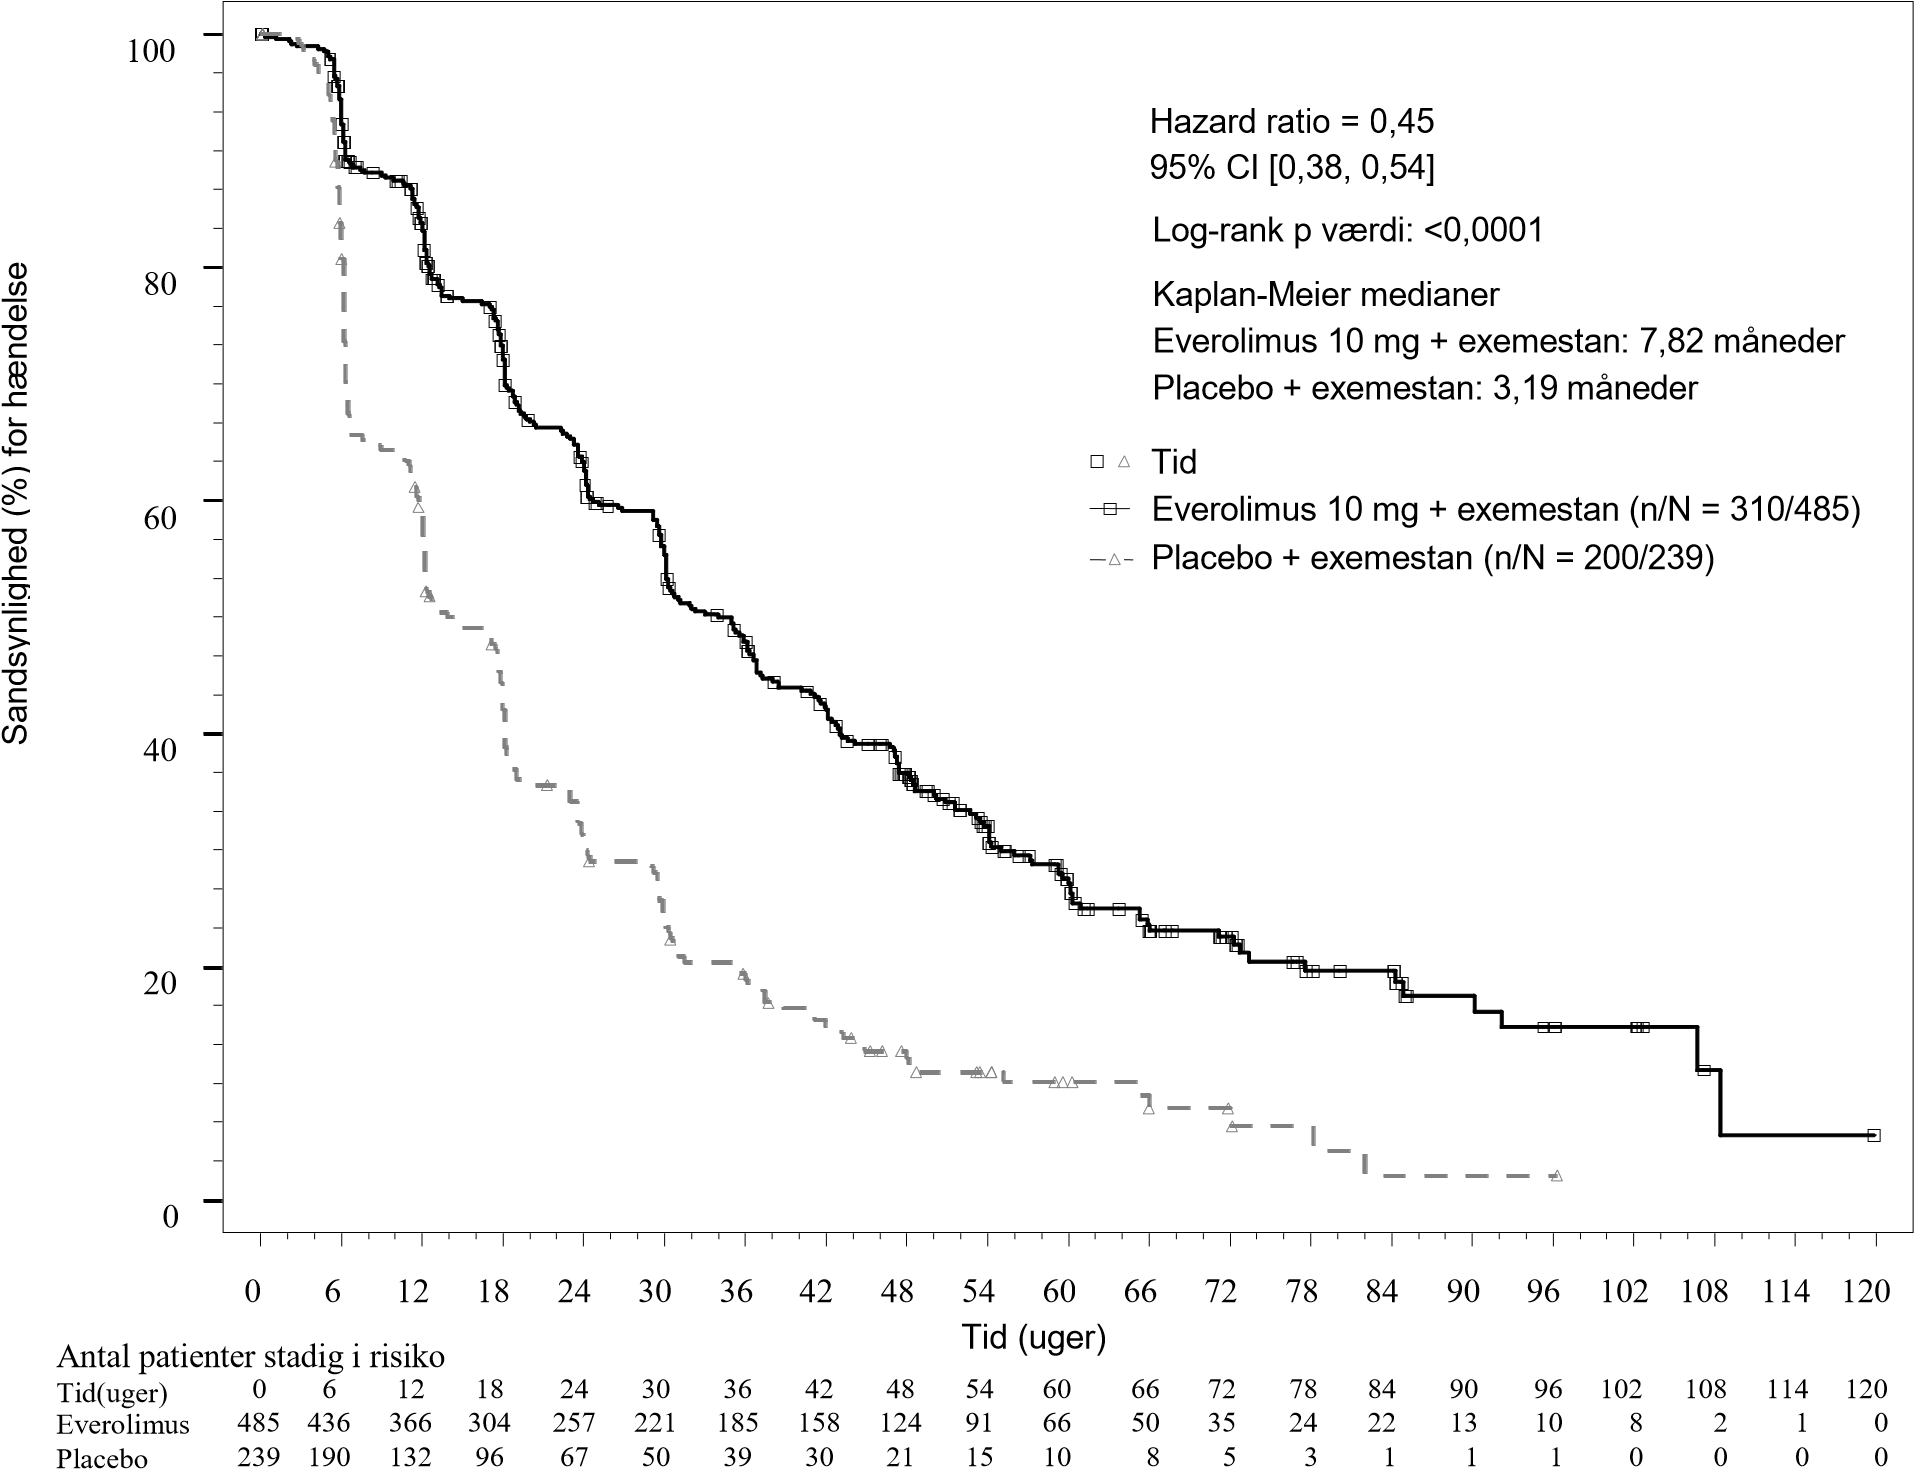 Hazard ratio = 0,45
95% CI [0,38, 0,54]
Log-rank p værdi: <0,0001
Kaplan-Meier medianer
Everolimus 10 mg + exemestan: 7,82 måneder
Placebo + exemestan: 3,19 måneder
Tid
Everolimus 10 mg + exemestan (n/N = 310/485)
Placebo + exemestan (n/N = 200/239)
Sandsynlighed (%) for hændelse
100
80
60
40
20
0
0 6 12 18 24 30 36 42 48 54 60 66 72 78 84 90 96 102 108 114 120
Tid (uger)
Antal patienter stadig i risiko
Tid(uger) 0 6 12 18 24 30 36 42 48 54 60 66 72 78 84 90 96 102 108 114 120
Everolimus 485 436 366 304 257 221 185 158 124 91 66 50 35 24 22 13 10 8 2 1 0
Placebo 239 190 132 96 67 50 39 30 21 15 10 8 5 3 1 1 1 0 0 0 0